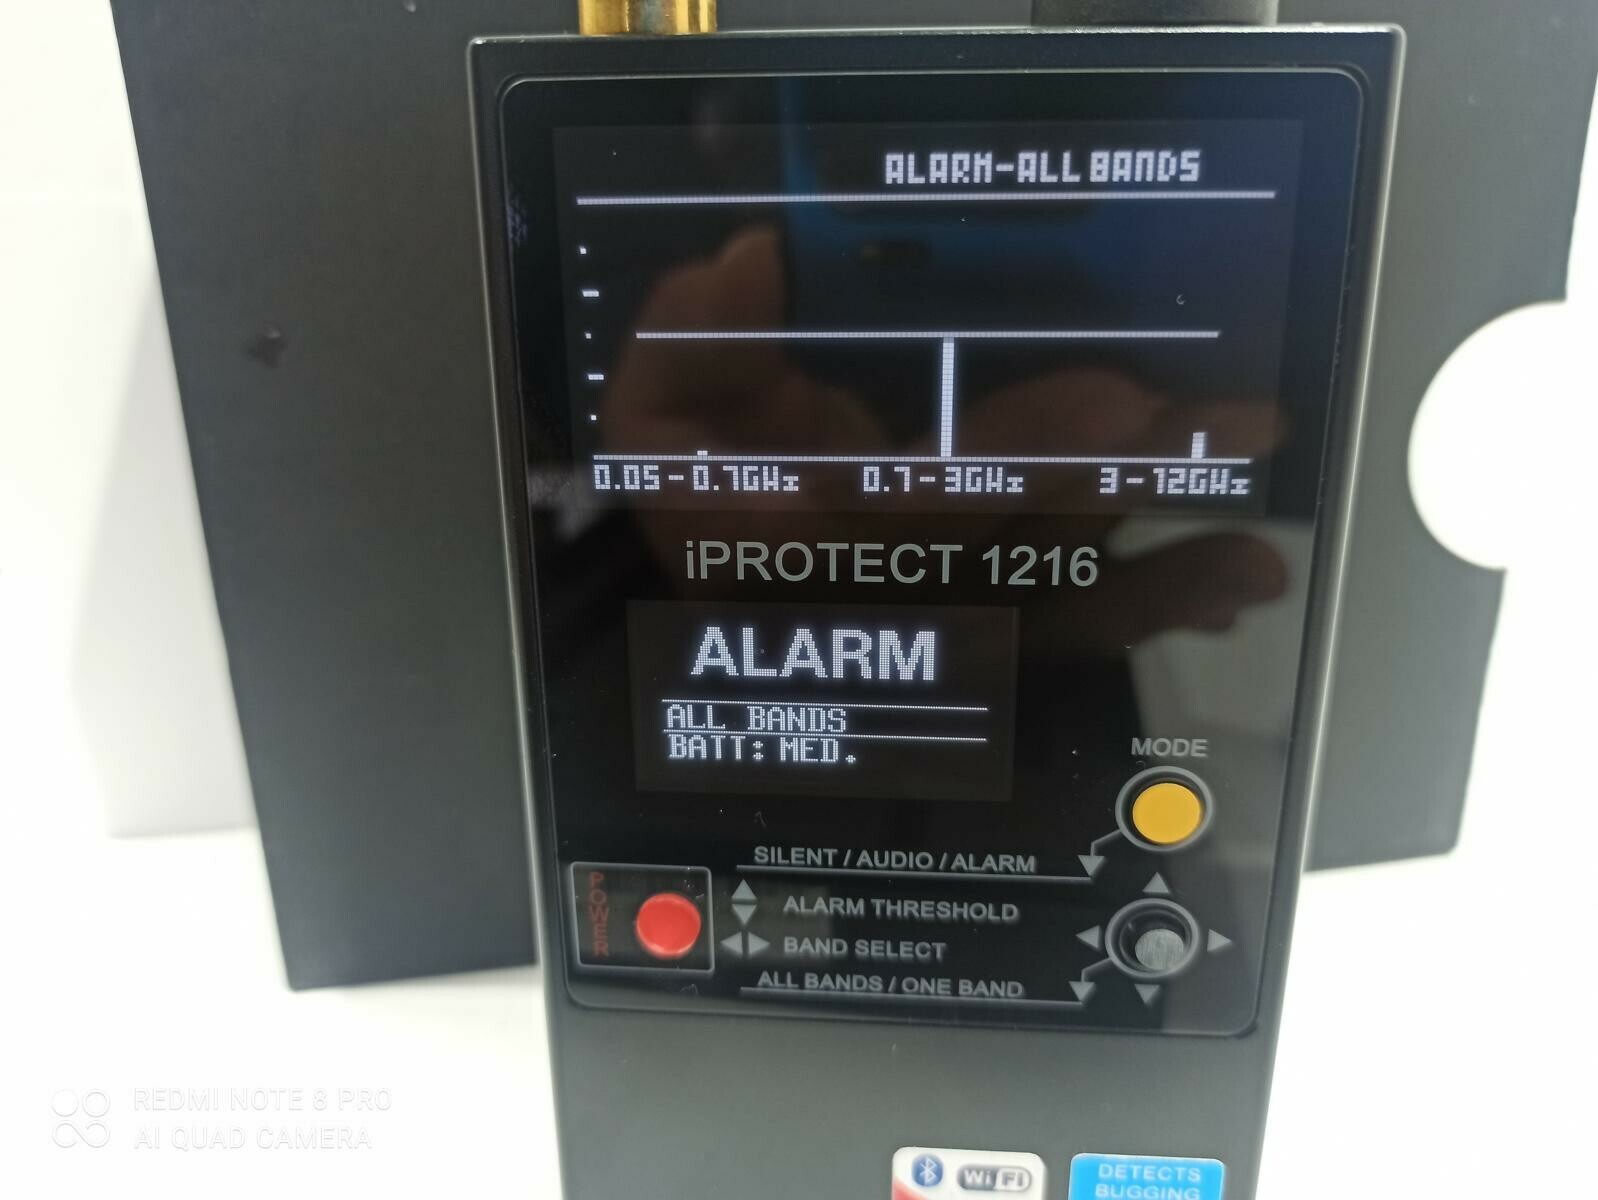 ALARM-ALL BANDS
0.05-0.7GHz 0.7-3GHz 3-12GHz
iPROTECT 1216
ALARM
ALL BANDS
BATT: MED.
MODE
SILENT / AUDIO / ALARM
POWER
ALARM THRESHOLD
BAND SELECT
ALL BANDS / ONE BAND
REDMI NOTE 8 PRO
AI QUAD CAMERA
WiFi
DETECTS
BUGGING